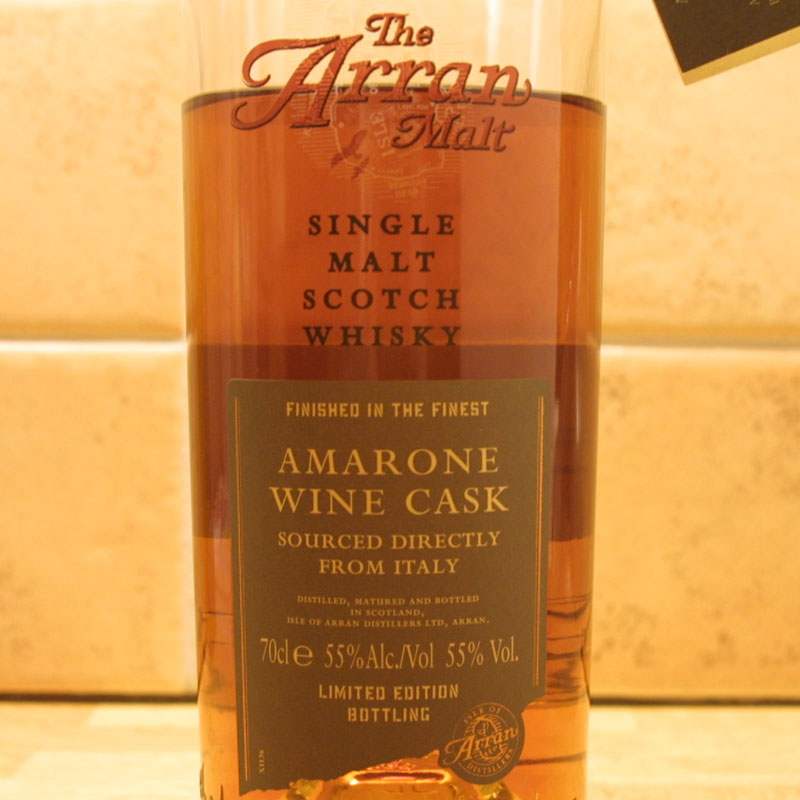 The
Arran
Malt
SINGLE
MALT
SCOTCH
WHISKY
FINISHED IN THE FINEST
AMARONE
WINE CASK
SOURCED DIRECTLY
FROM ITALY
DISTILLED, MATURED AND BOTTLED
IN SCOTLAND,
ISLE OF ARRAN DISTILLERS LTD, ARRAN.
70cl e 55%Alc./Vol 55% Vol.
LIMITED EDITION
BOTTLING
ISLE OF
Arran
DISTILLERS